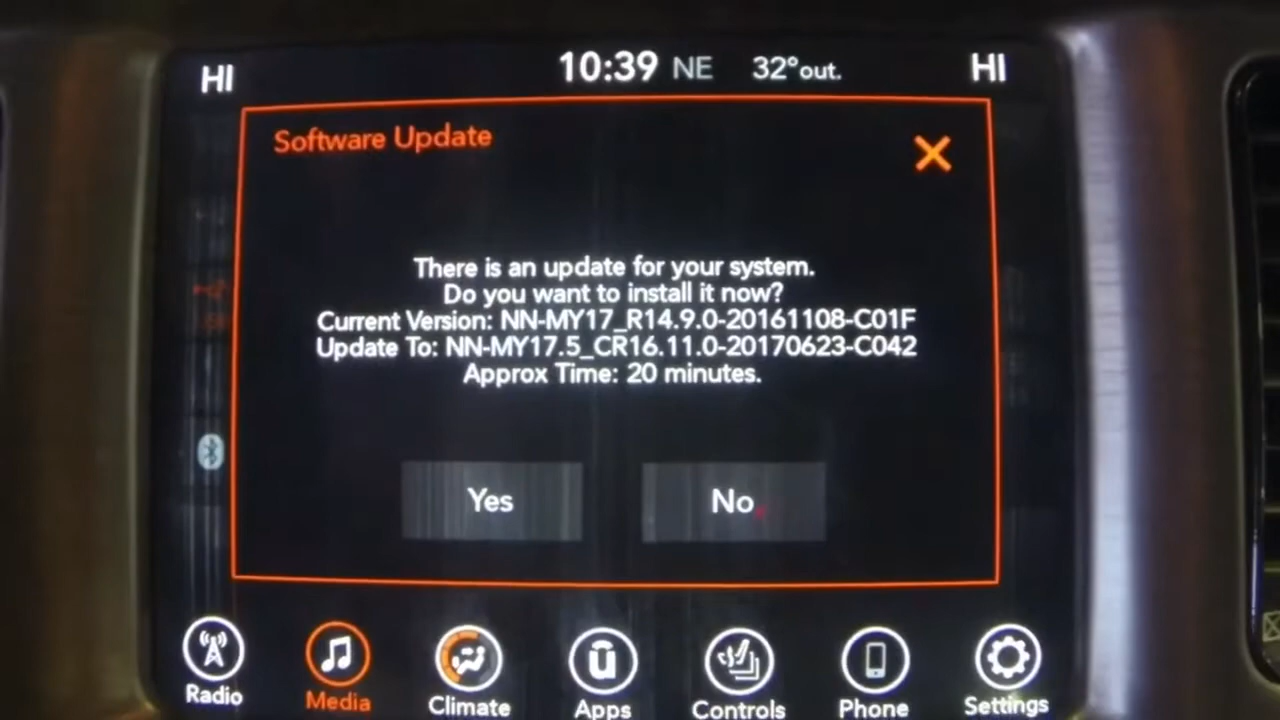 HI 10:39 NE 32°out. HI
Software Update
There is an update for your system.
Do you want to install it now?
Current Version: NN-MY17_R14.9.0-20161108-C01F
Update To: NN-MY17.5_CR16.11.0-20170623-C042
Approx Time: 20 minutes.
Yes No
Radio Media Climate Apps Controls Phone Settings